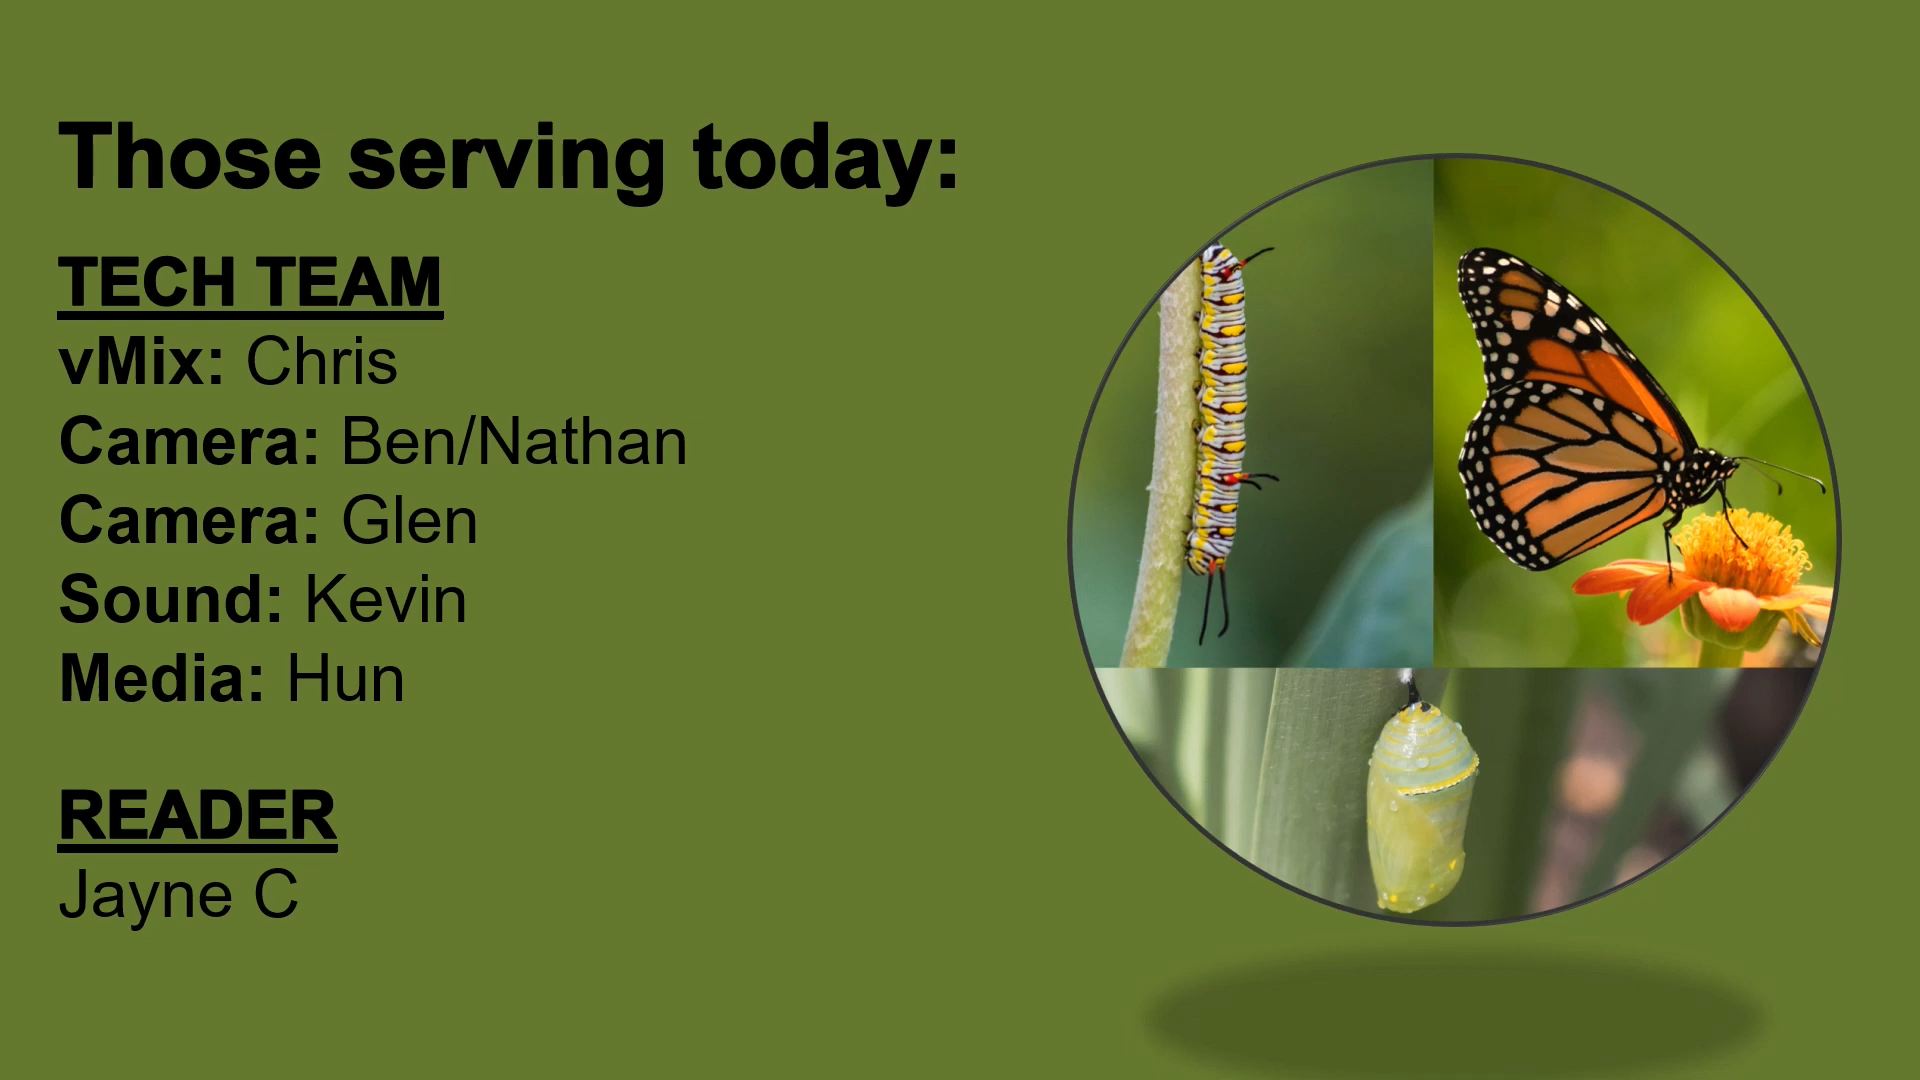 Those serving today:
TECH TEAM
vMix: Chris
Camera: Ben/Nathan
Camera: Glen
Sound: Kevin
Media: Hun
READER
Jayne C